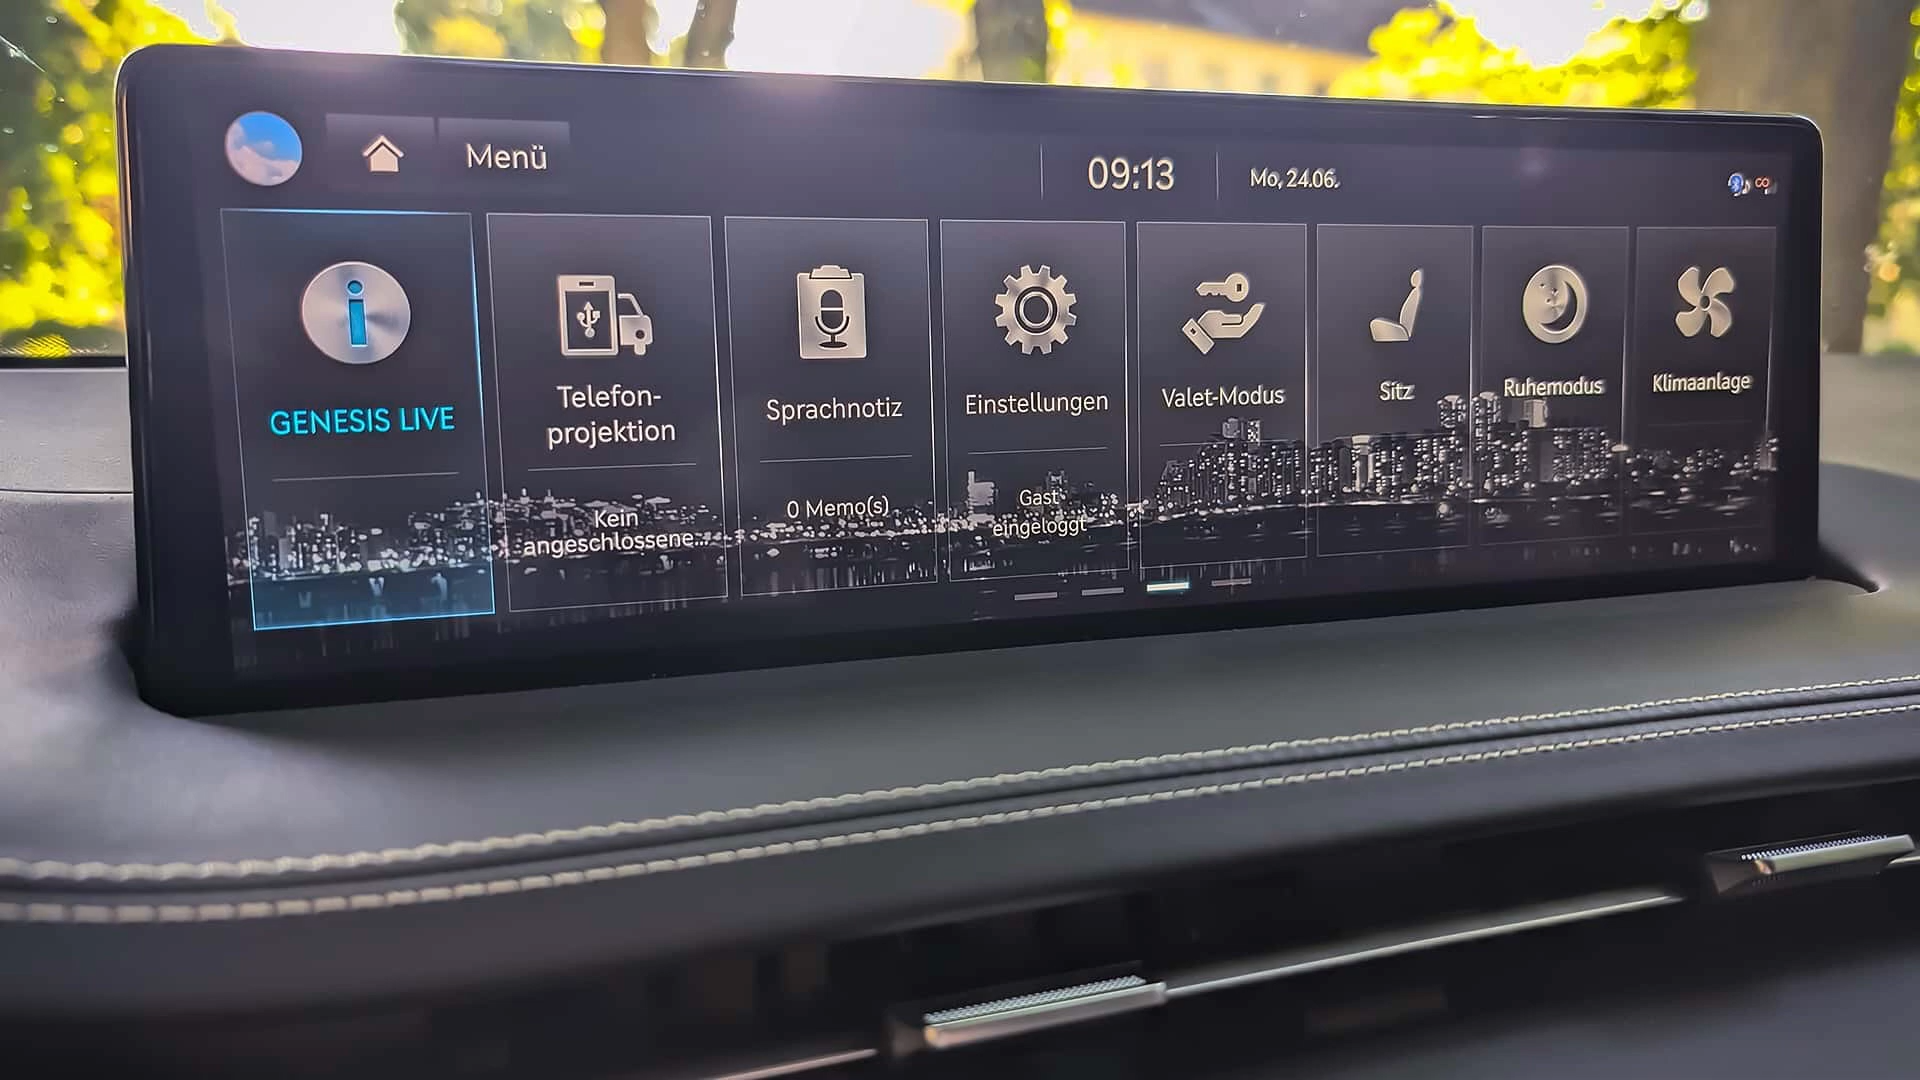 Menü
09:13
Mo, 24.06.
GENESIS LIVE
Telefon-
projektion
Kein
angeschlossene...
Sprachnotiz
0 Memo(s)
Einstellungen
Gast
eingeloggt
Valet-Modus
Sitz
Ruhemodus
Klimaanlage